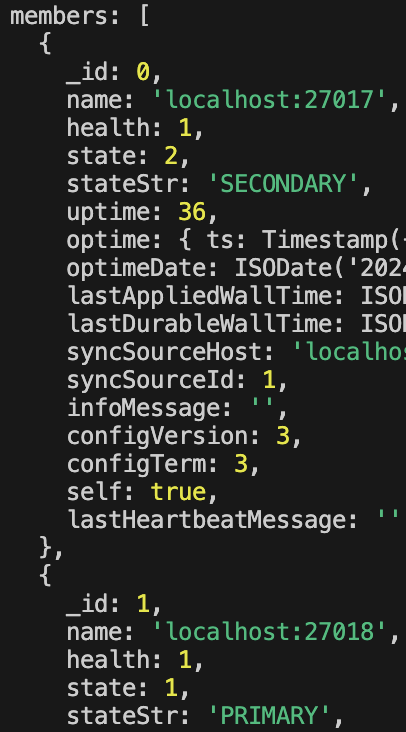 members: [
{
_id: 0,
name: 'localhost:27017',
health: 1,
state: 2,
stateStr: 'SECONDARY',
uptime: 36,
optime: { ts: Timestamp(
optimeDate: ISODate('202
lastAppliedWallTime: ISO
lastDurableWallTime: ISO
syncSourceHost: 'localho
syncSourceId: 1,
infoMessage: '',
configVersion: 3,
configTerm: 3,
self: true,
lastHeartbeatMessage: ''
},
{
_id: 1,
name: 'localhost:27018',
health: 1,
state: 1,
stateStr: 'PRIMARY',